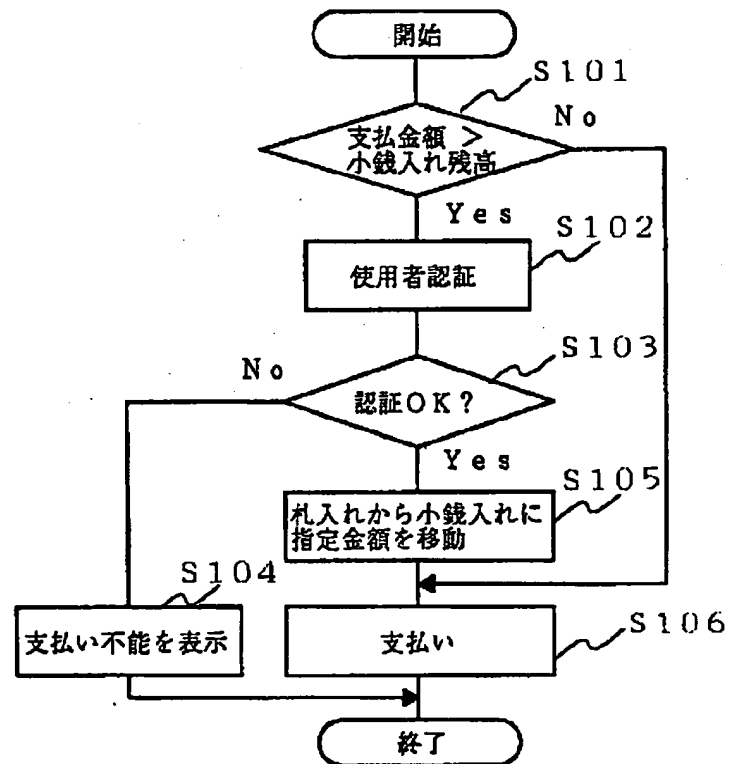 開始
S101
支払金額 >
小銭入れ残高
No
Yes
S102
使用者認証
S103
認証OK?
No
Yes
S105
札入れから小銭入れに
指定金額を移動
S104
支払い不能を表示
支払い
S106
終了